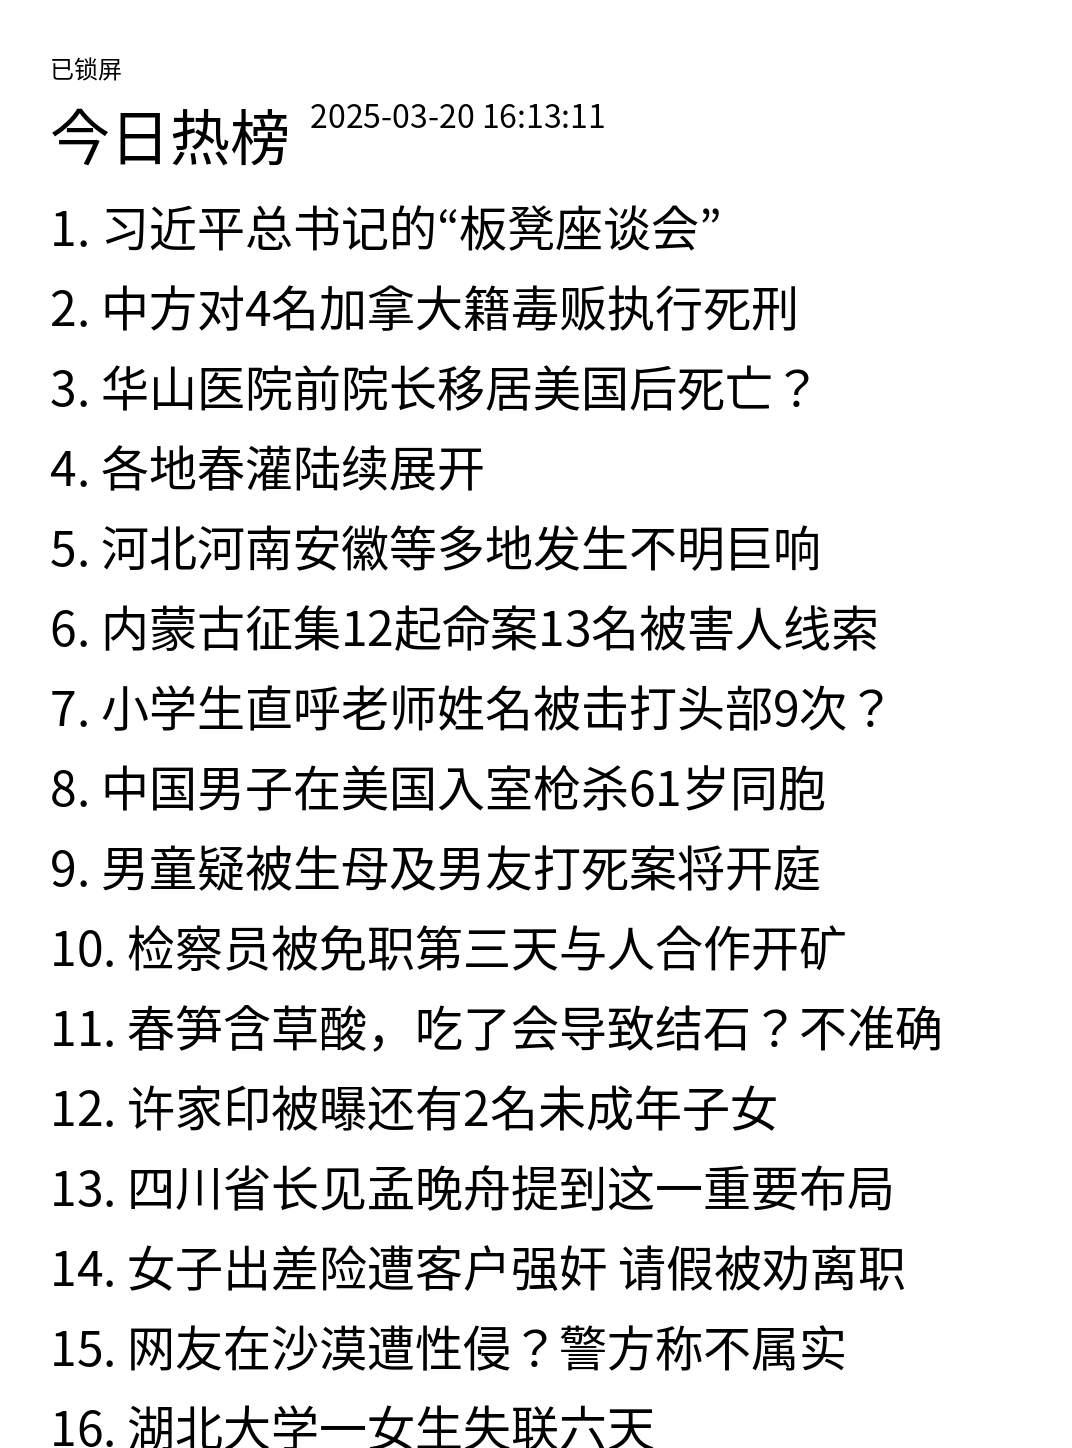 已锁屏
今日热榜 2025-03-20 16:13:11
1. 习近平总书记的“板凳座谈会”
2. 中方对4名加拿大籍毒贩执行死刑
3. 华山医院前院长移居美国后死亡？
4. 各地春灌陆续展开
5. 河北河南安徽等多地发生不明巨响
6. 内蒙古征集12起命案13名被害人线索
7. 小学生直呼老师姓名被击打头部9次？
8. 中国男子在美国入室枪杀61岁同胞
9. 男童疑被生母及男友打死案将开庭
10. 检察员被免职第三天与人合作开矿
11. 春笋含草酸，吃了会导致结石？不准确
12. 许家印被曝还有2名未成年子女
13. 四川省长见孟晚舟提到这一重要布局
14. 女子出差险遭客户强奸 请假被劝离职
15. 网友在沙漠遭性侵？警方称不属实
16. 湖北大学一女生失联六天